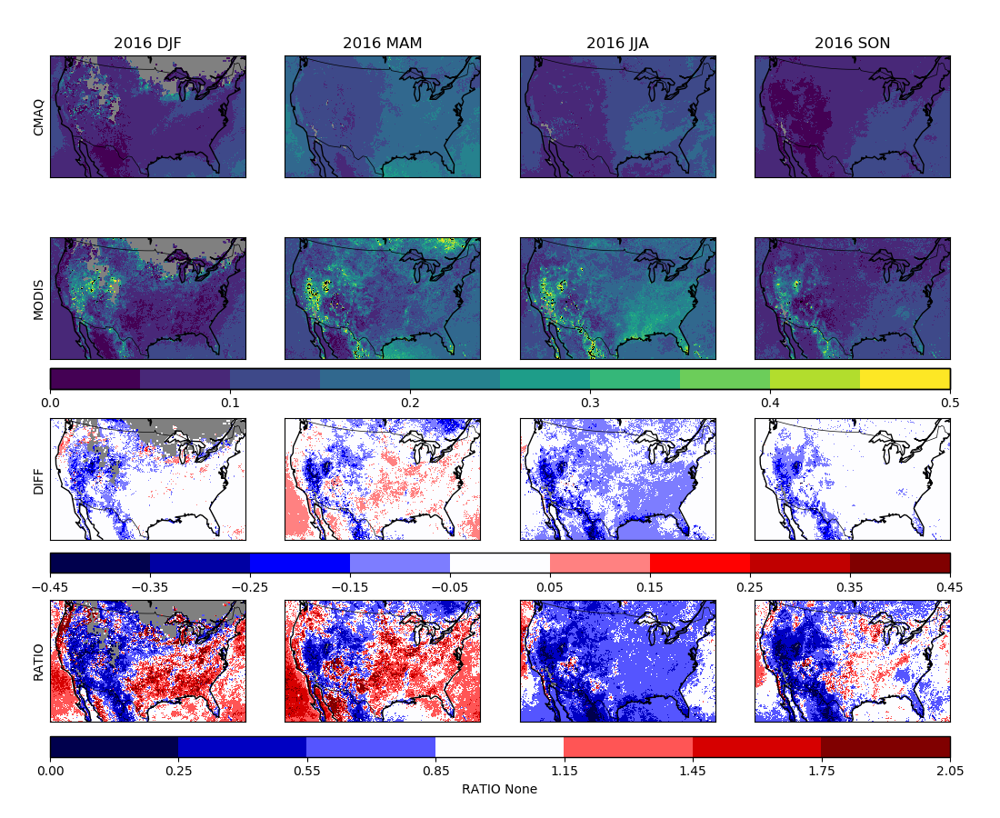 2016 DJF 2016 MAM 2016 JJA 2016 SON
CMAQ
MODIS
0.0 0.1 0.2 0.3 0.4 0.5
DIFF
−0.45 −0.35 −0.25 −0.15 −0.05 0.05 0.15 0.25 0.35 0.45
RATIO
0.00 0.25 0.55 0.85 1.15 1.45 1.75 2.05
RATIO None